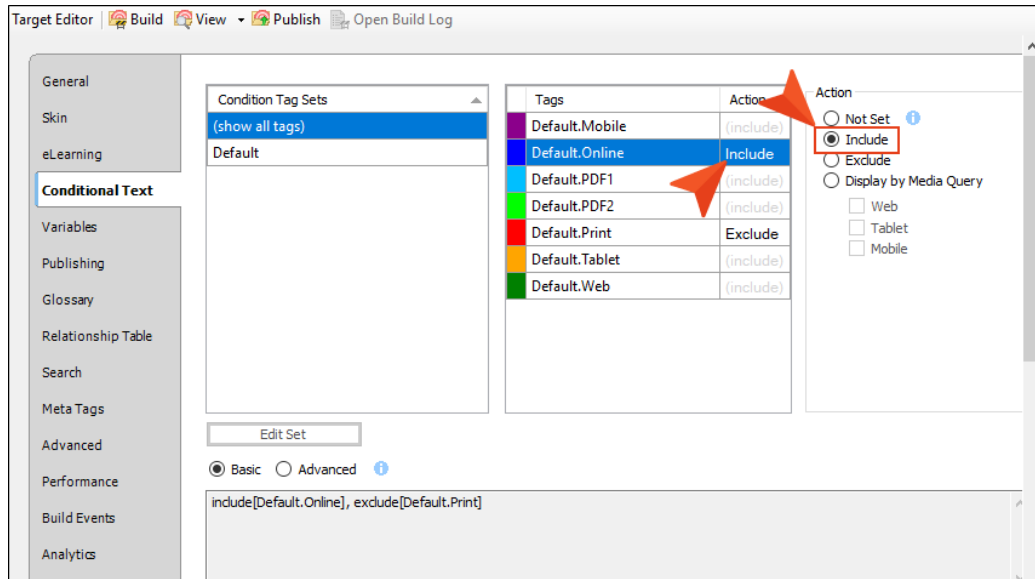 Target Editor Build View Publish Open Build Log
General
Skin
eLearning
Conditional Text
Variables
Publishing
Glossary
Relationship Table
Search
Meta Tags
Advanced
Performance
Build Events
Analytics
Condition Tag Sets
(show all tags)
Default
Tags Action
Default.Mobile (include)
Default.Online Include
Default.PDF1 (include)
Default.PDF2 (include)
Default.Print Exclude
Default.Tablet (include)
Default.Web (include)
Action
Not Set
Include
Exclude
Display by Media Query
Web
Tablet
Mobile
Edit Set
Basic Advanced
include[Default.Online], exclude[Default.Print]